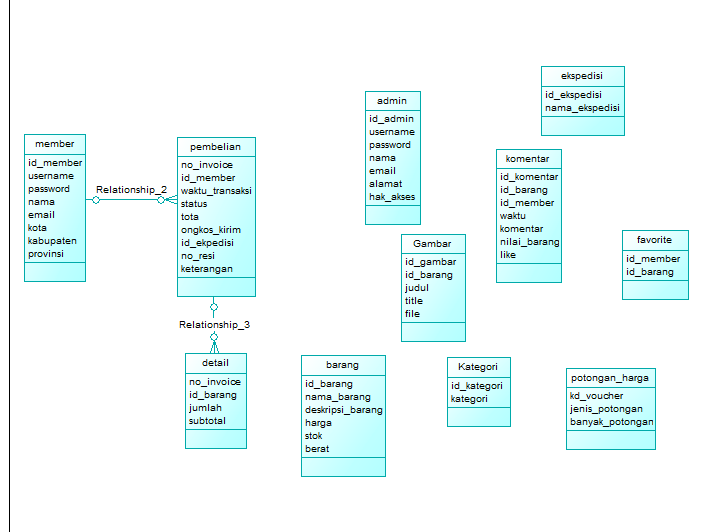 member
id_member
username
password
nama
email
kota
kabupaten
provinsi
Relationship_2
pembelian
no_invoice
id_member
waktu_transaksi
status
tota
ongkos_kirim
id_ekpedisi
no_resi
keterangan
Relationship_3
detail
no_invoice
id_barang
jumlah
subtotal
admin
id_admin
username
password
nama
email
alamat
hak_akses
ekspedisi
id_ekspedisi
nama_ekspedisi
komentar
id_komentar
id_barang
id_member
waktu
komentar
nilai_barang
like
Gambar
id_gambar
id_barang
judul
title
file
favorite
id_member
id_barang
barang
id_barang
nama_barang
deskripsi_barang
harga
stok
berat
Kategori
id_kategori
kategori
potongan_harga
kd_voucher
jenis_potongan
banyak_potongan